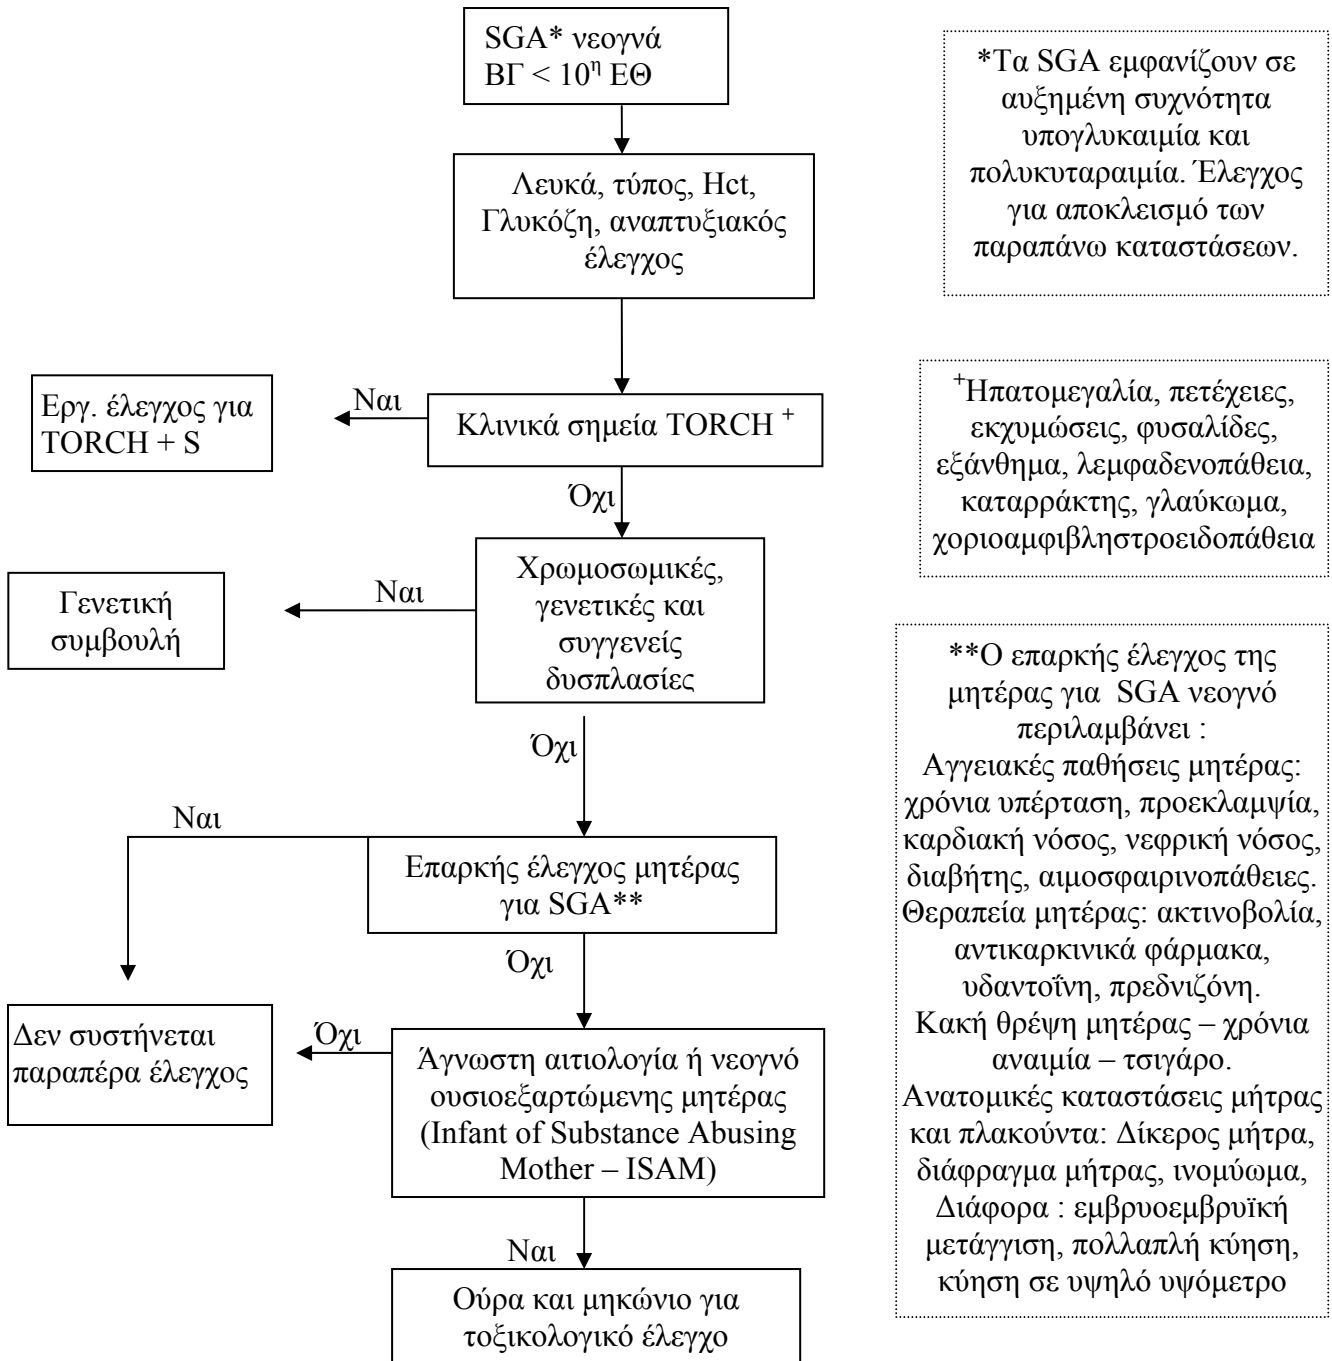 SGA* νεογνά
ΒΓ < 10η ΕΘ
Λευκά, τύπος, Hct,
Γλυκόζη, αναπτυξιακός
έλεγχος
Ναι
Εργ. έλεγχος για
TORCH + S
Κλινικά σημεία TORCH +
Όχι
Χρωμοσωμικές,
γενετικές και
συγγενείς
δυσπλασίες
Ναι
Γενετική
συμβουλή
Όχι
Ναι
Επαρκής έλεγχος μητέρας
για SGA**
Όχι
Δεν συστήνεται
παραπέρα έλεγχος
Όχι
Άγνωστη αιτιολογία ή νεογνό
ουσιοεξαρτώμενης μητέρας
(Infant of Substance Abusing
Mother – ISAM)
Ναι
Ούρα και μηκώνιο για
τοξικολογικό έλεγχο
*Τα SGA εμφανίζουν σε
αυξημένη συχνότητα
υπογλυκαιμία και
πολυκυταραιμία. Έλεγχος
για αποκλεισμό των
παραπάνω καταστάσεων.
+Ηπατομεγαλία, πετέχειες,
εκχυμώσεις, φυσαλίδες,
εξάνθημα, λεμφαδενοπάθεια,
καταρράκτης, γλαύκωμα,
χοριοαμφιβληστροειδοπάθεια
**Ο επαρκής έλεγχος της
μητέρας για SGA νεογνό
περιλαμβάνει :
Αγγειακές παθήσεις μητέρας:
χρόνια υπέρταση, προεκλαμψία,
καρδιακή νόσος, νεφρική νόσος,
διαβήτης, αιμοσφαιρινοπάθειες.
Θεραπεία μητέρας: ακτινοβολία,
αντικαρκινικά φάρμακα,
υδαντοΐνη, πρεδνιζόνη.
Κακή θρέψη μητέρας – χρόνια
αναιμία – τσιγάρο.
Ανατομικές καταστάσεις μήτρας
και πλακούντα: Δίκερος μήτρα,
διάφραγμα μήτρας, ινομύωμα,
Διάφορα : εμβρυοεμβρυϊκή
μετάγγιση, πολλαπλή κύηση,
κύηση σε υψηλό υψόμετρο